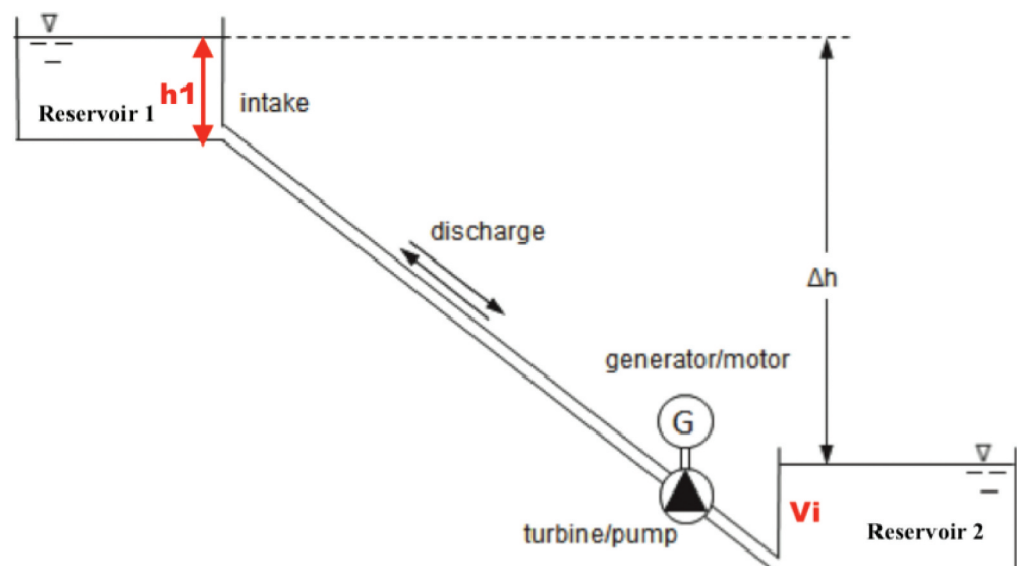 h1
Reservoir 1
intake
discharge
Δh
generator/motor
G
Vi
turbine/pump
Reservoir 2